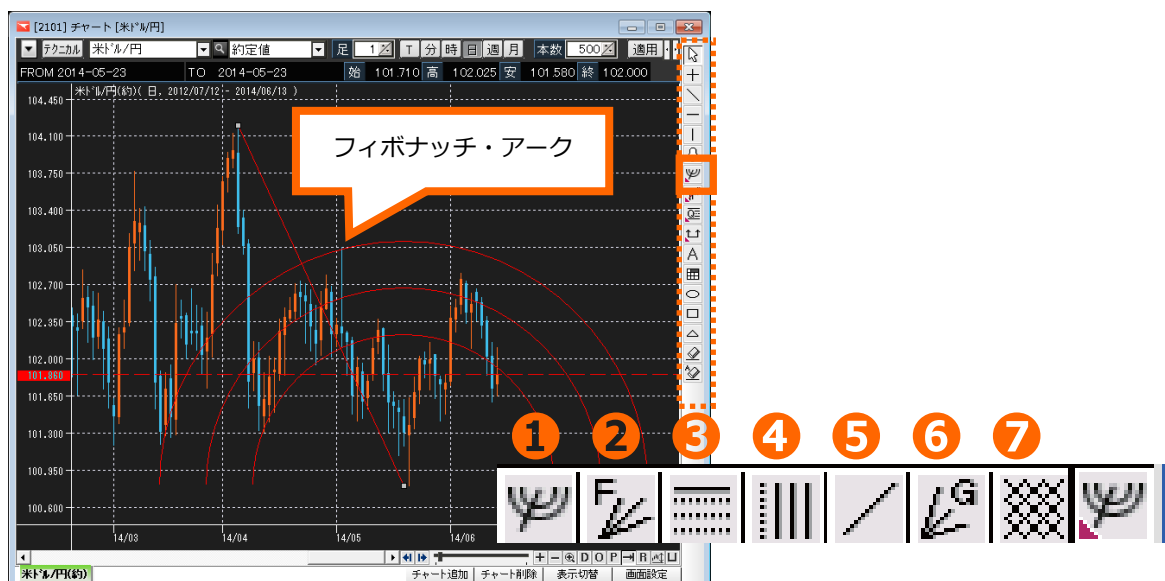 [2101] チャート [米ドル/円]
テクニカル 米ドル/円 約定値 足 1 T 分 時 日 週 月 本数 500 適用
FROM 2014-05-23 TO 2014-05-23 始 101.710 高 102.025 安 101.580 終 102.000
米ドル/円(約)( 日, 2012/07/12 - 2014/06/13 )
104.450
104.100
フィボナッチ・アーク
103.750
103.400
103.050
102.700
102.350
102.000
101.860
101.650
101.300
100.950
100.600
A
1 2 3 4 5 6 7
F G
14/03 14/04 14/05 14/06
D O P R
米ドル/円(約) チャート追加 チャート削除 表示切替 画面設定